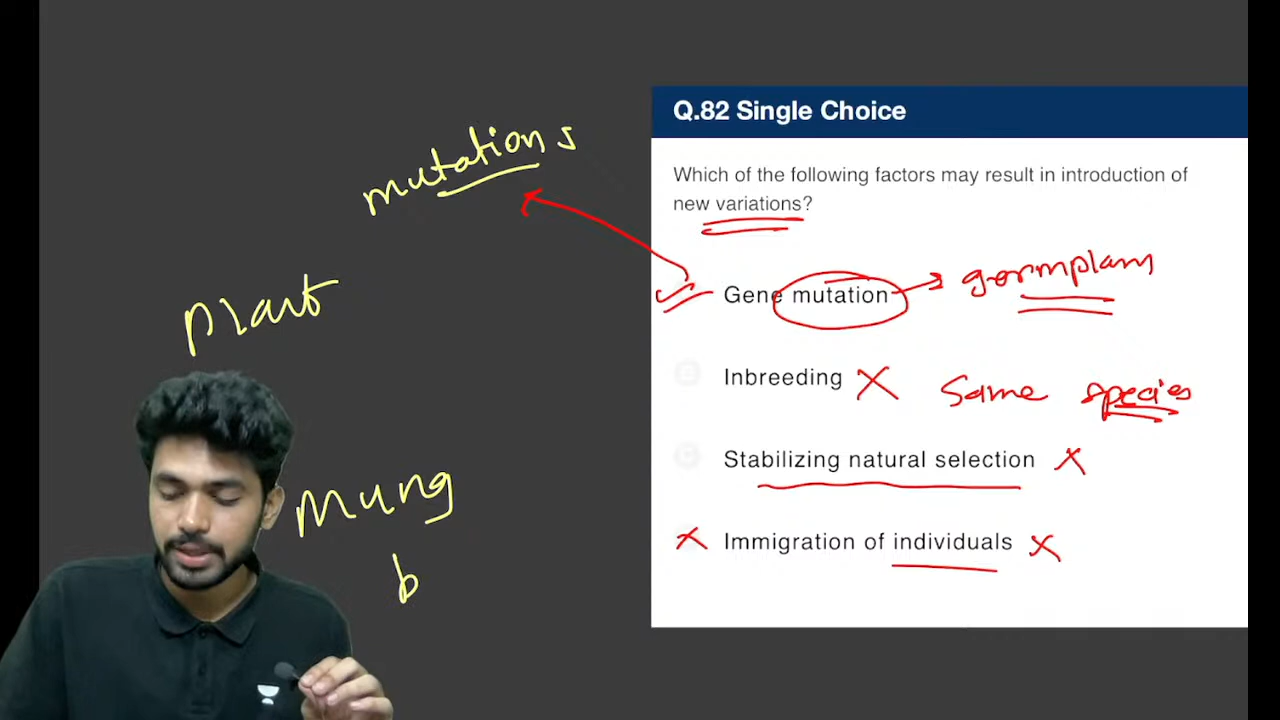 mutations
Plant
Mung
b
Q.82 Single Choice
Which of the following factors may result in introduction of
new variations?
Gene mutation germplam
B Inbreeding X Same species
C Stabilizing natural selection X
X Immigration of individuals X